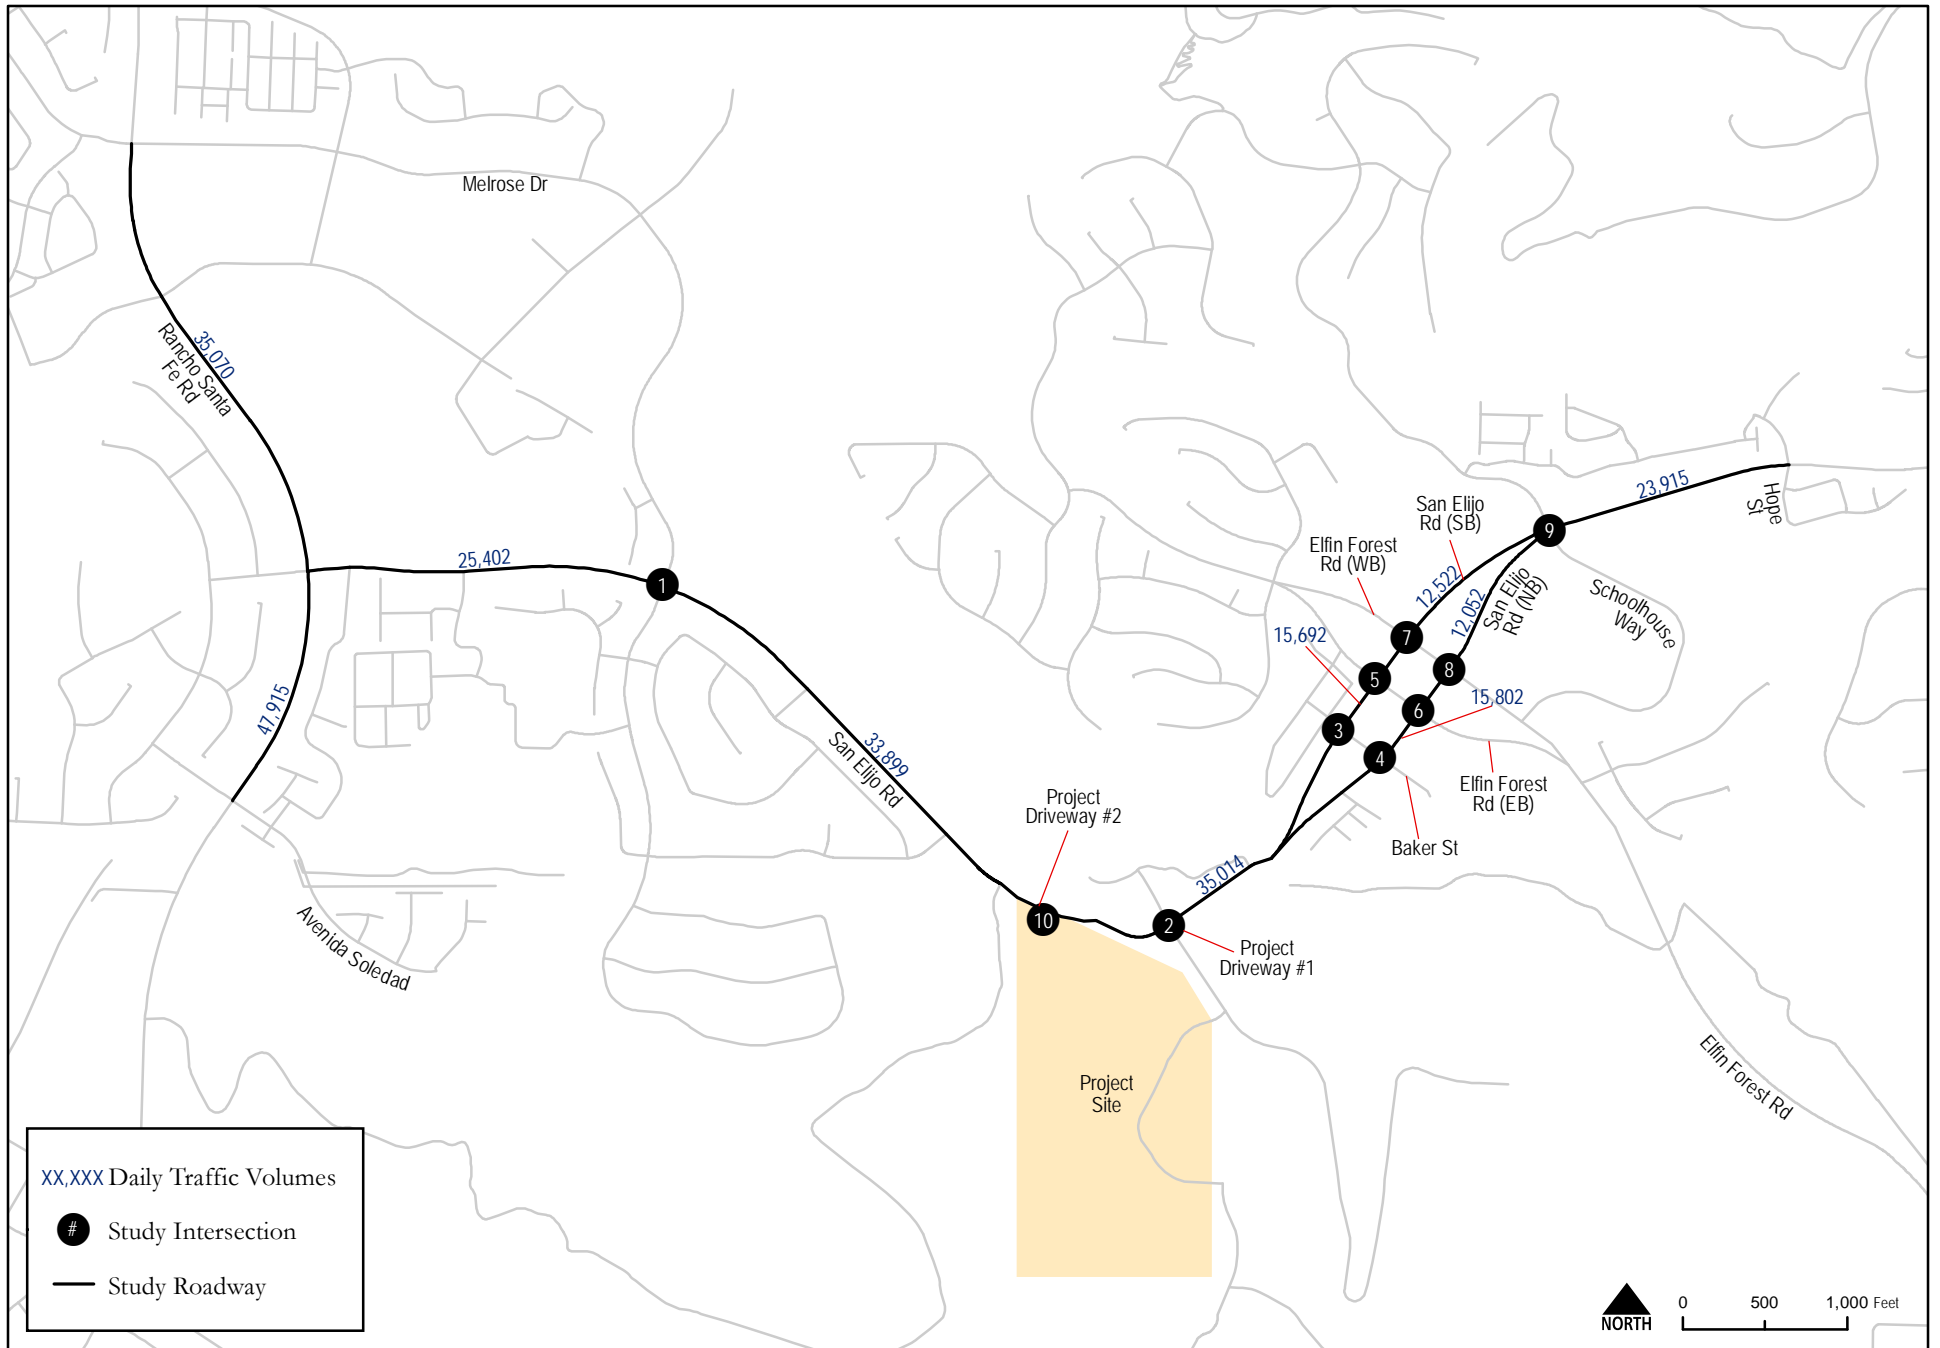 Melrose Dr
35,070
Rancho Santa
Fe Rd
23,915
Hope
St
San Elijo
Rd (SB)
9
Elfin Forest
Rd (WB)
25,402
1
12,522
12,052
San Elijo
Rd (NB)
Schoolhouse
Way
15,692
7
8
5
15,802
6
47,915
3
4
33,899
San Elijo Rd
Elfin Forest
Rd (EB)
Project
Driveway #2
Baker St
35,014
10
2
Project
Driveway #1
Avenida Soledad
Project
Site
Elfin Forest Rd
XX,XXX Daily Traffic Volumes
# Study Intersection
Study Roadway
NORTH
0 500 1,000 Feet